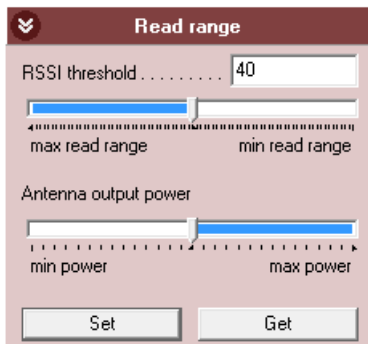 Read range
RSSI threshold . . . . . . . . . 40
max read range min read range
Antenna output power
min power max power
Set Get